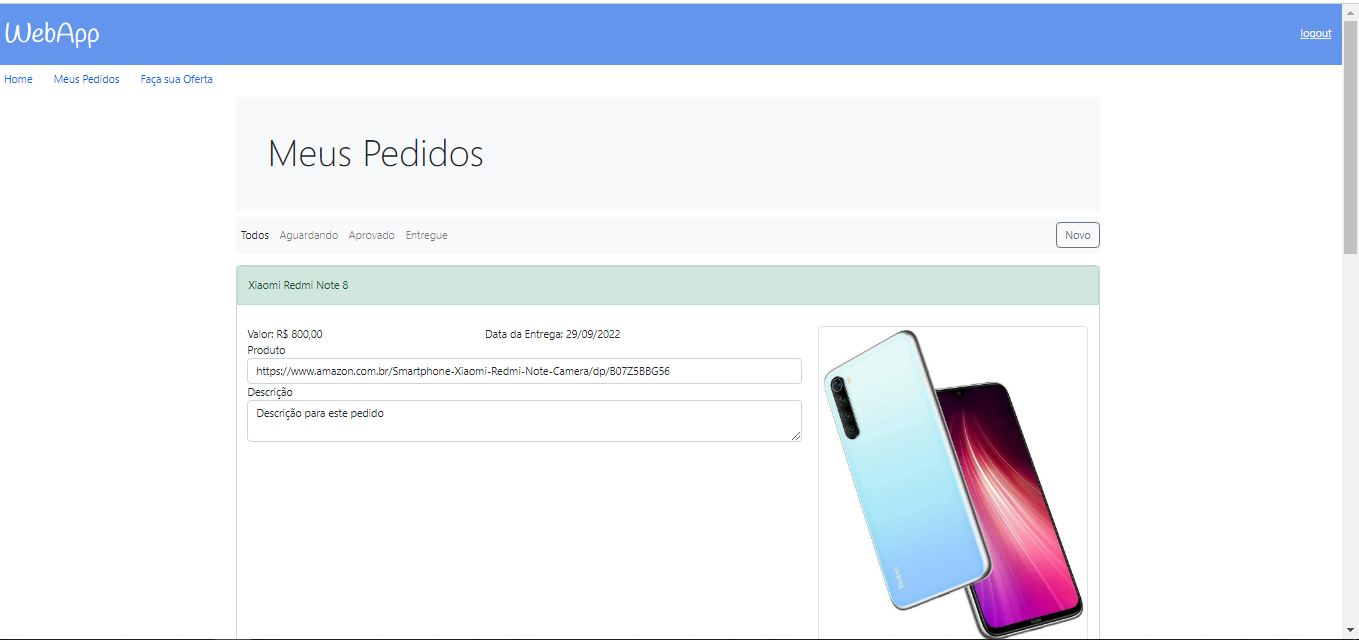 WebApp
logout
Home Meus Pedidos Faça sua Oferta
Meus Pedidos
Todos Aguardando Aprovado Entregue Novo
Xiaomi Redmi Note 8
Valor: R$ 800,00 Data da Entrega: 29/09/2022
Produto
https://www.amazon.com.br/Smartphone-Xiaomi-Redmi-Note-Camera/dp/B07Z5BBG56
Descrição
Descrição para este pedido
Redmi